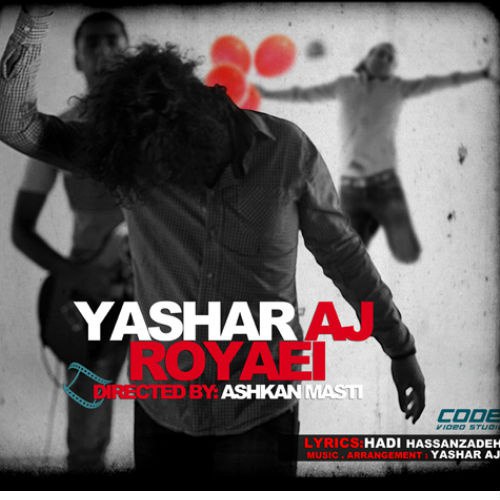 YASHAR AJ
ROYAEI
DIRECTED BY: ASHKAN MASTI
CODE
VIDEO STUDIO
LYRICS:HADI HASSANZADEH
MUSIC . ARRANGEMENT : YASHAR AJ